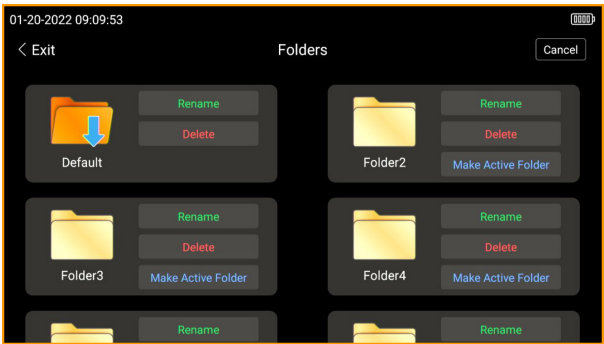 01-20-2022 09:09:53
Exit
Folders
Cancel
Rename
Delete
Default
Rename
Delete
Make Active Folder
Folder2
Rename
Delete
Make Active Folder
Folder3
Rename
Delete
Make Active Folder
Folder4
Rename
Rename